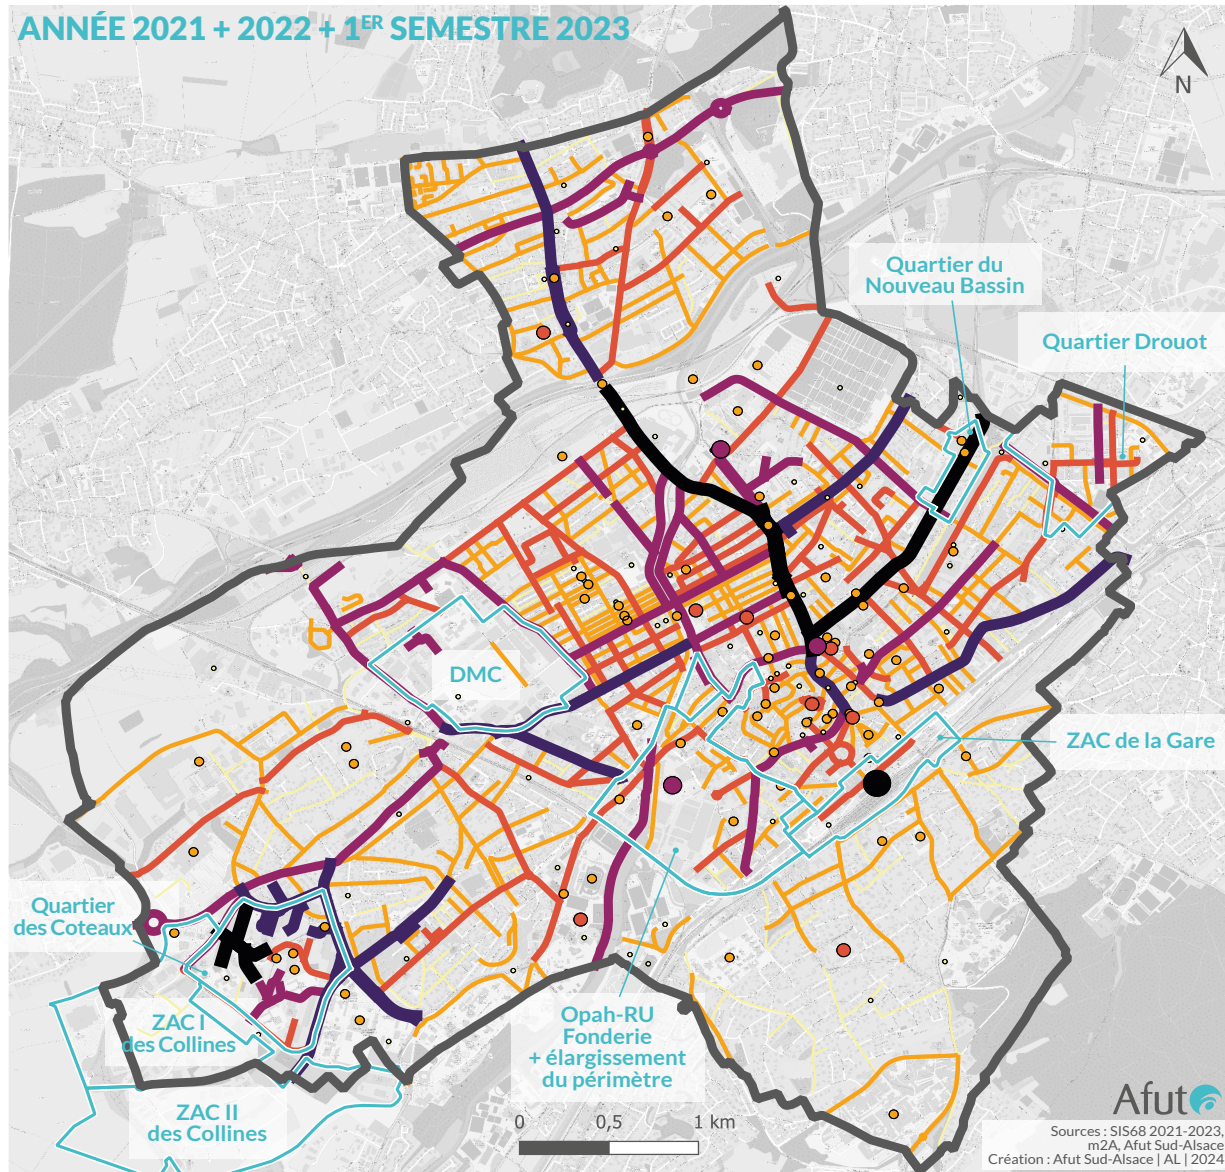 ANNÉE 2021 + 2022 + 1ER SEMESTRE 2023
N
Quartier du
Nouveau Bassin
Quartier Drouot
DMC
ZAC de la Gare
Quartier
des Coteaux
ZAC I
des Collines
Opah-RU
Fonderie
+ élargissement
du périmètre
ZAC II
des Collines
0 0,5 1 km
Afut
Sources : SIS68 2021-2023,
m2A, Afut Sud-Alsace
Création : Afut Sud-Alsace | AL | 2024